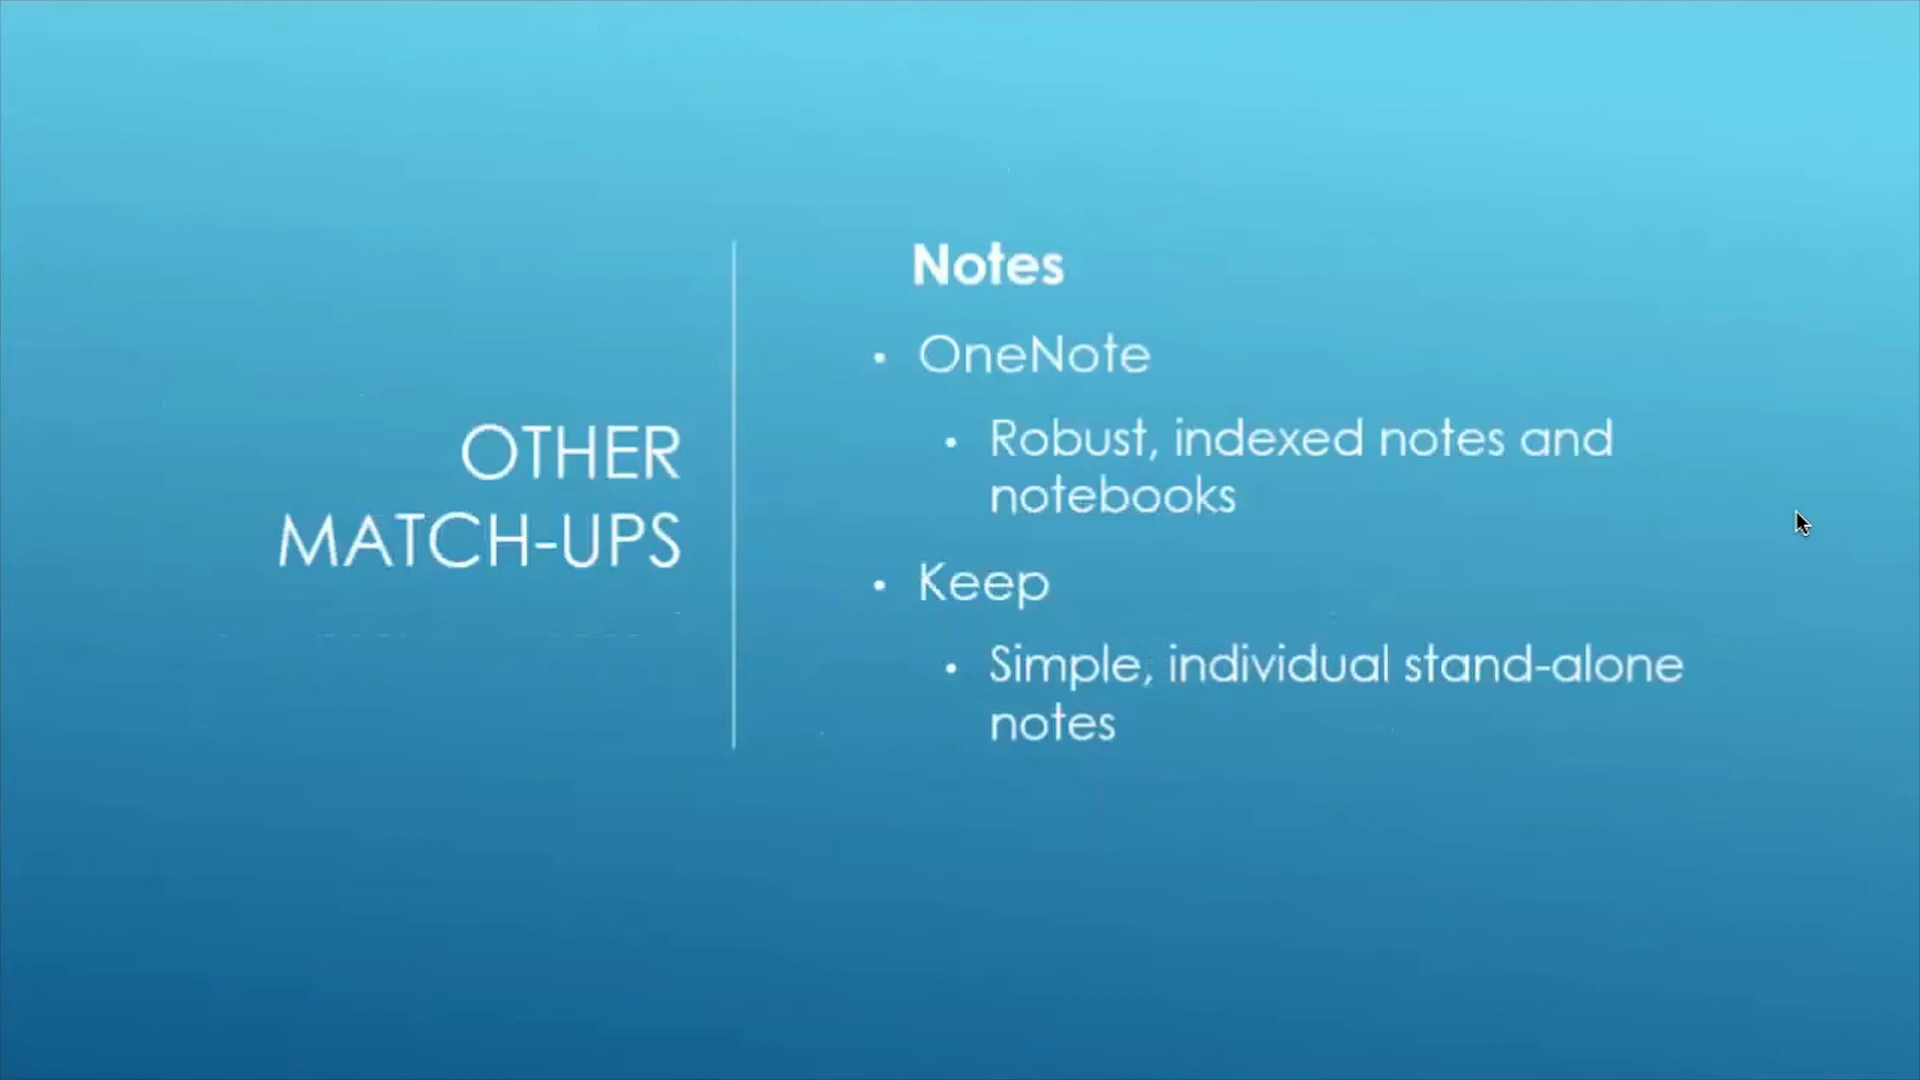 OTHER
MATCH-UPS
Notes
• OneNote
• Robust, indexed notes and
notebooks
• Keep
• Simple, individual stand-alone
notes